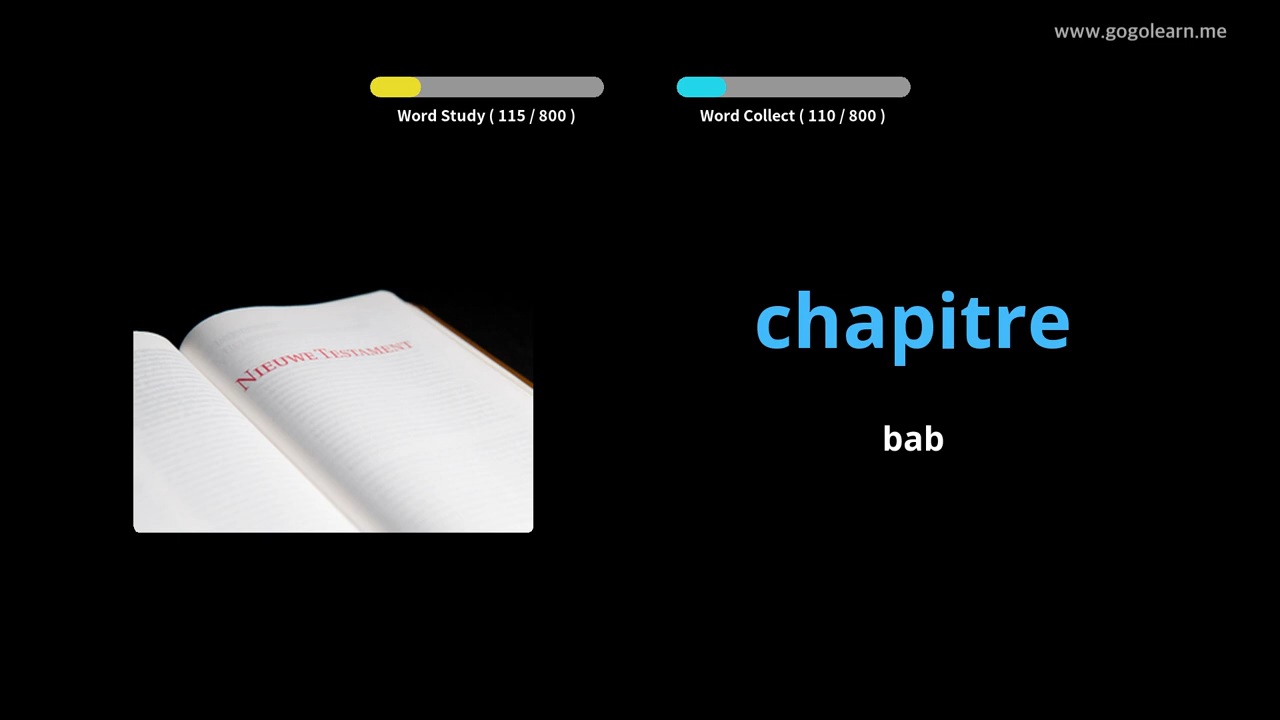 www.gogolearn.me
Word Study ( 115 / 800 )
Word Collect ( 110 / 800 )
NIEUWE TESTAMENT
chapitre
bab